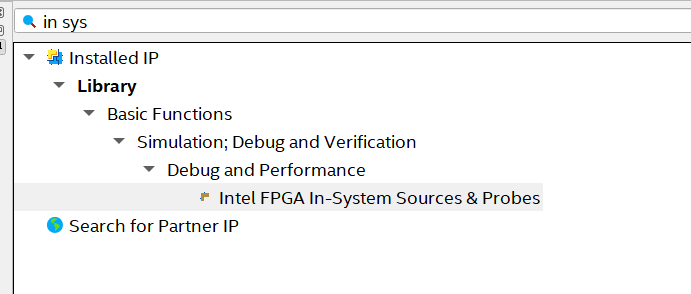 in sys
Installed IP
Library
Basic Functions
Simulation; Debug and Verification
Debug and Performance
Intel FPGA In-System Sources & Probes
Search for Partner IP